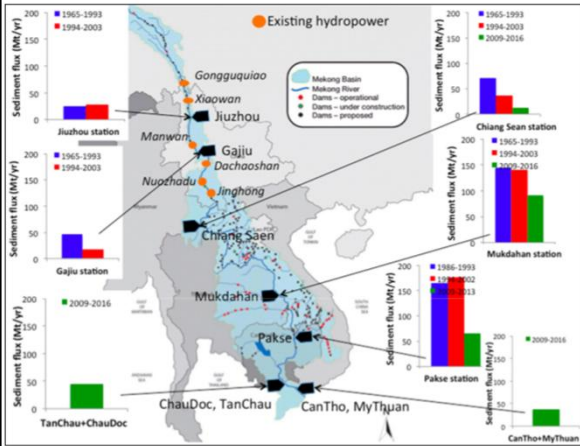 Sediment flux (Mt/yr)
200
150
100
50
0
1965-1993
1994-2003
Jiuzhou station
Sediment flux (Mt/yr)
200
150
100
50
0
1965-1993
1994-2003
Gajiu station
Sediment flux (Mt/yr)
200
150
100
50
0
2009-2016
TanChau+ChauDoc
Existing hydropower
Mekong Basin
Mekong River
Dams - operational
Dams - under construction
Dams - proposed
Gongguquiao
Xiaowan
Jiuzhou
Manwan
Gajiu
Dachaoshan
Nuozhadu
Jinghong
Chiang Saen
Mukdahan
Pakse
ChauDoc, TanChau
CanTho, MyThuan
Sediment flux (Mt/yr)
200
150
100
50
0
1965-1993
1994-2003
2009-2016
Chiang Sean station
Sediment flux (Mt/yr)
200
150
100
50
0
1965-1993
1994-2003
2009-2016
Mukdahan station
Sediment flux (Mt/yr)
200
150
100
50
0
1986-1993
1994-2002
2009-2013
Pakse station
Sediment flux (Mt/yr)
200
150
100
50
0
2009-2016
CanTho+MyThuan